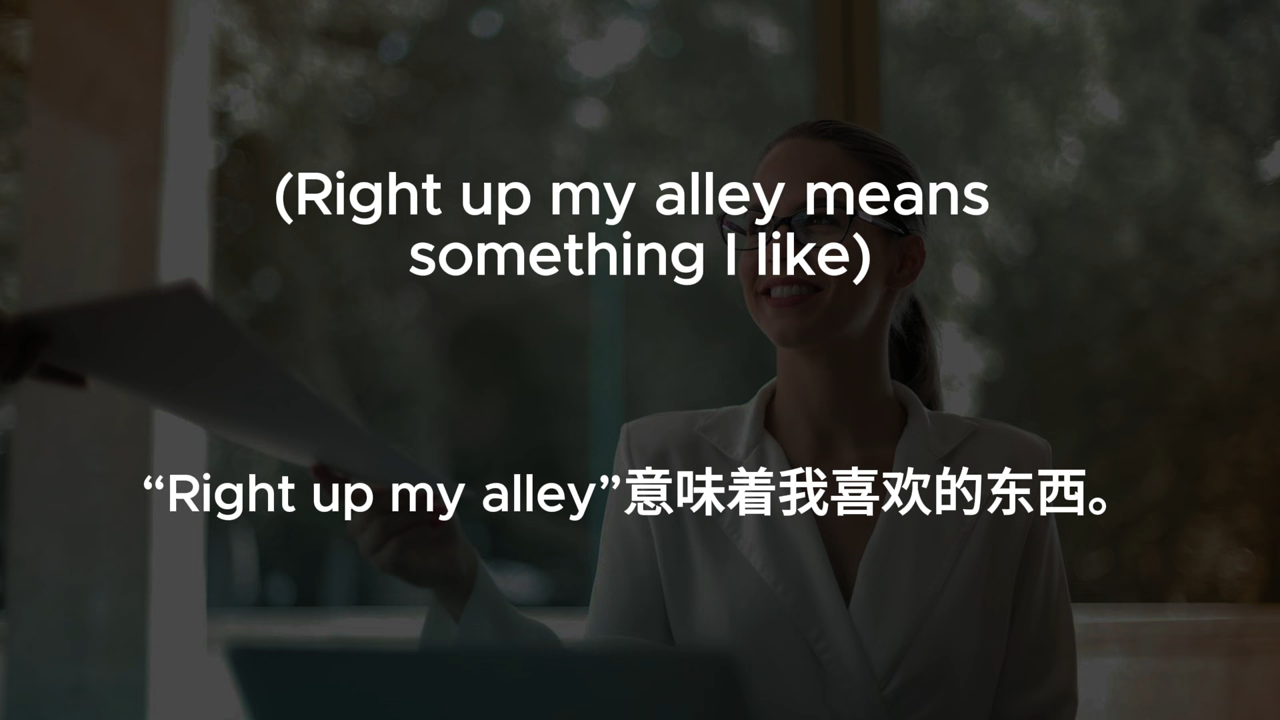 (Right up my alley means
something I like)
“Right up my alley”意味着我喜欢的东西。